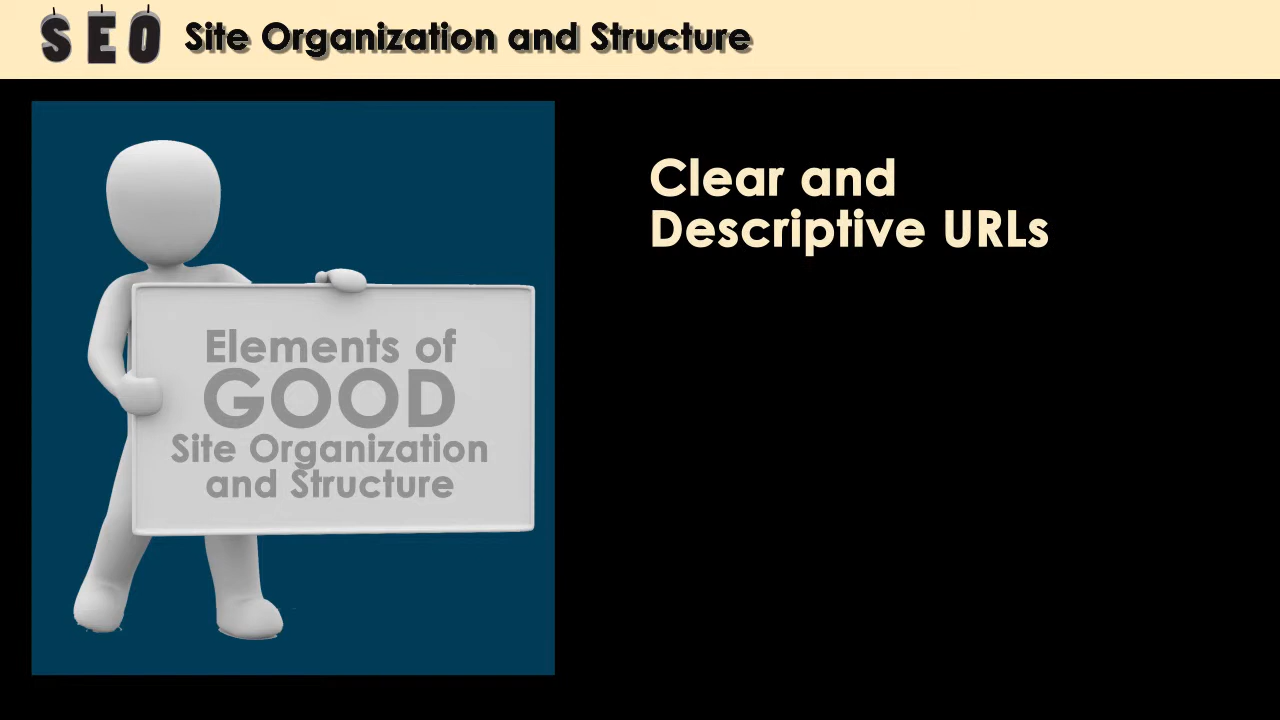 SEO Site Organization and Structure
Clear and
Descriptive URLs
Elements of
GOOD
Site Organization
and Structure